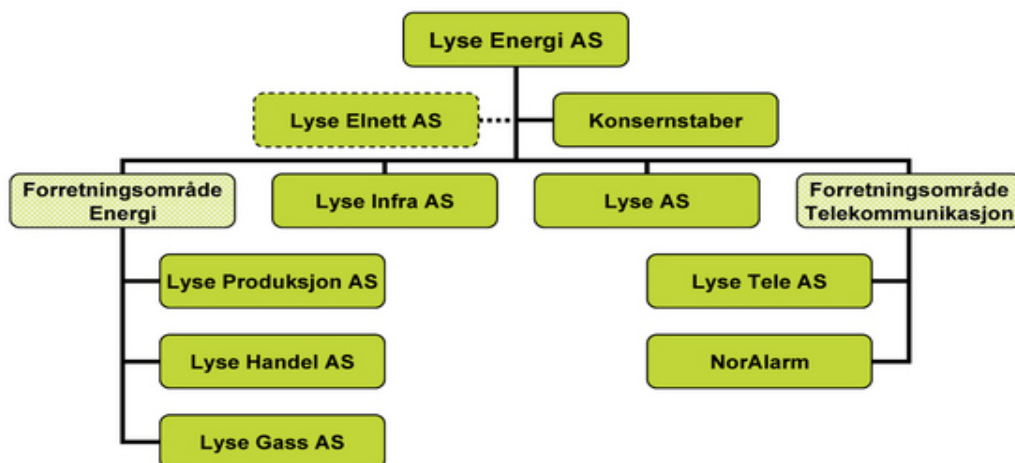 Lyse Energi AS
Lyse Elnett AS
Konsernstaber
Forretningsområde
Energi
Lyse Infra AS
Lyse AS
Forretningsområde
Telekommunikasjon
Lyse Produksjon AS
Lyse Tele AS
Lyse Handel AS
NorAlarm
Lyse Gass AS